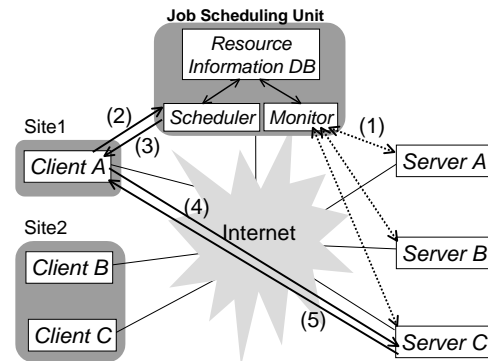 Job Scheduling Unit
Resource
Information DB
Scheduler
Monitor
(1)
(2)
(3)
Site1
Client A
Server A
(4)
Internet
Site2
Client B
Server B
(5)
Client C
Server C